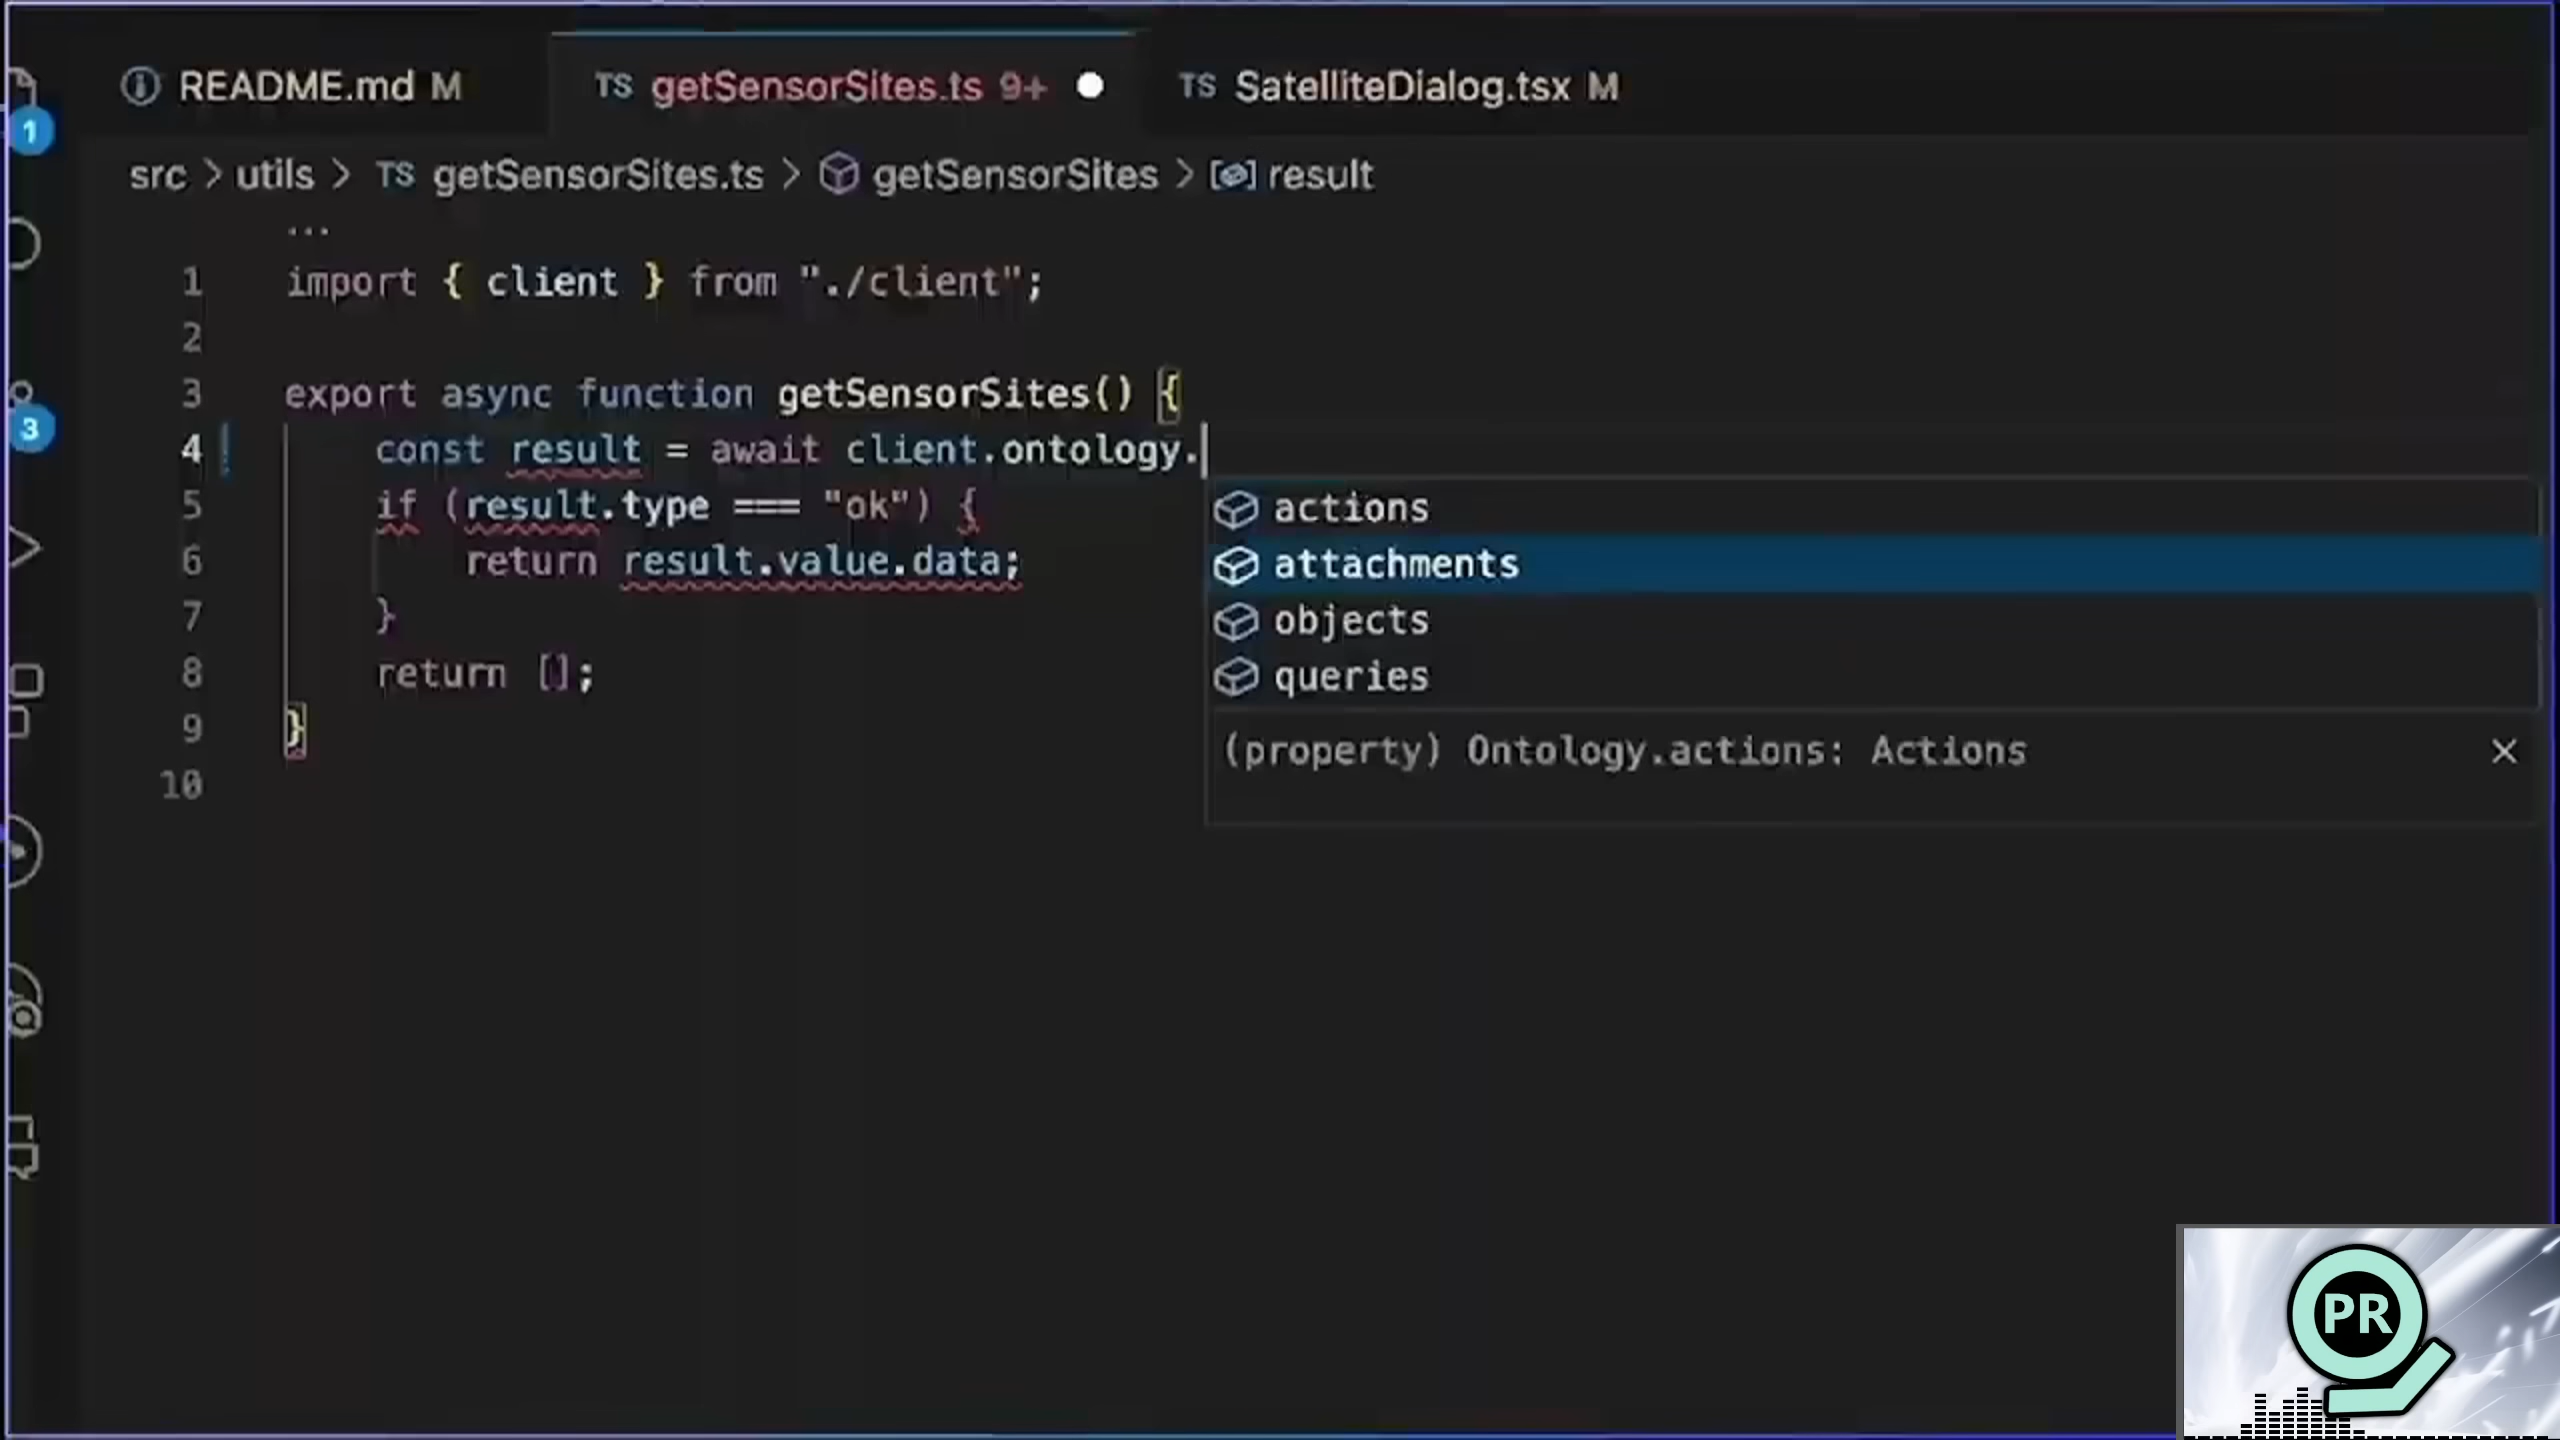 README.md M
TS getSensorSites.ts 9+
TS SatelliteDialog.tsx M
1
src > utils > TS getSensorSites.ts > getSensorSites > result
...
1 import { client } from "./client";
2
3 export async function getSensorSites() {
3
4 const result = await client.ontology.
5 if (result.type === "ok") {
6 return result.value.data;
7 }
8 return [];
9 }
10
actions
attachments
objects
queries
(property) Ontology.actions: Actions
PR